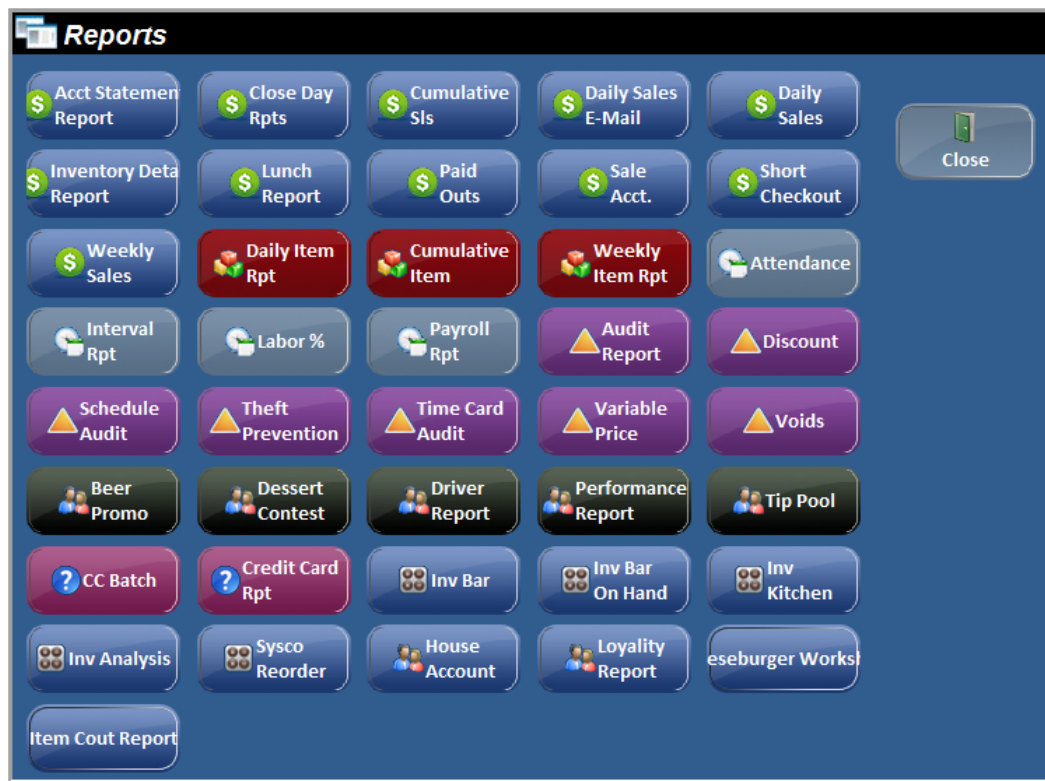 Reports
Acct Statemen
Report
Close Day
Rpts
Cumulative
Sls
Daily Sales
E-Mail
Daily
Sales
Close
Inventory Deta
Report
Lunch
Report
Paid
Outs
Sale
Acct.
Short
Checkout
Weekly
Sales
Daily Item
Rpt
Cumulative
Item
Weekly
Item Rpt
Attendance
Interval
Rpt
Labor %
Payroll
Rpt
Audit
Report
Discount
Schedule
Audit
Theft
Prevention
Time Card
Audit
Variable
Price
Voids
Beer
Promo
Dessert
Contest
Driver
Report
Performance
Report
Tip Pool
CC Batch
Credit Card
Rpt
Inv Bar
Inv Bar
On Hand
Inv
Kitchen
Inv Analysis
Sysco
Reorder
House
Account
Loyality
Report
eseburger Works
Item Cout Report